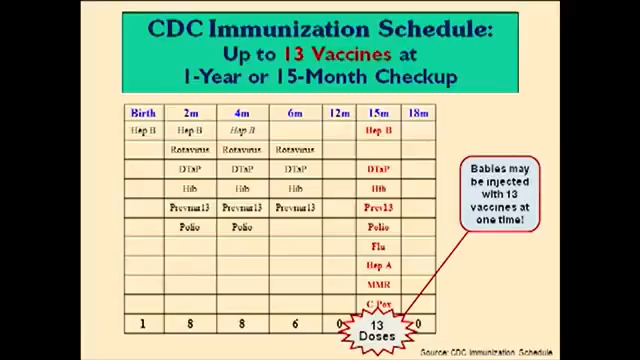 CDC Immunization Schedule:
Up to 13 Vaccines at
1-Year or 15-Month Checkup
Birth 2m 4m 6m 12m 15m 18m
Hep B Hep B Hep B Hep B
Rotavirus Rotavirus Rotavirus
DTaP DTaP DTaP DTaP
Hib Hib Hib Hib
Prevnar13 Prevnar13 Prevnar13 Prev13
Polio Polio Polio
Flu
Hep A
MMR
C Pox
1 8 8 6 0 13 0
Doses
Babies may
be injected
with 13
vaccines at
one time!
Source: CDC Immunization Schedule